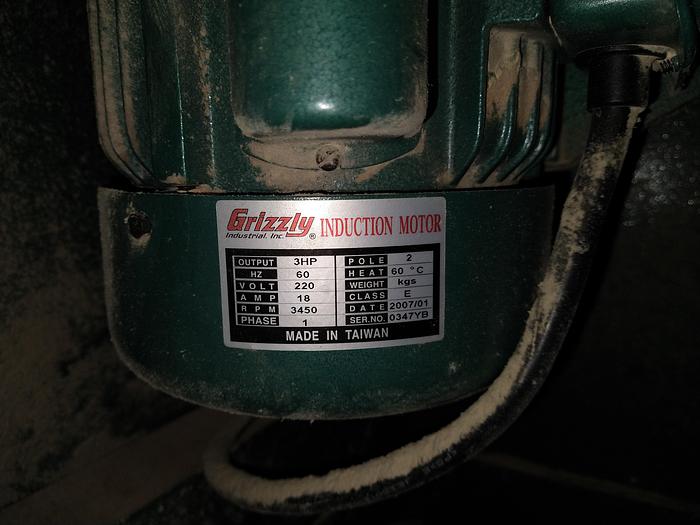 Grizzly INDUCTION MOTOR
Industrial, Inc. ®
OUTPUT 3HP POLE 2
HZ 60 HEAT 60 °C
VOLT 220 WEIGHT kgs
AMP 18 CLASS E
RPM 3450 DATE 2007/01
PHASE 1 SER.NO. 0347YB
MADE IN TAIWAN